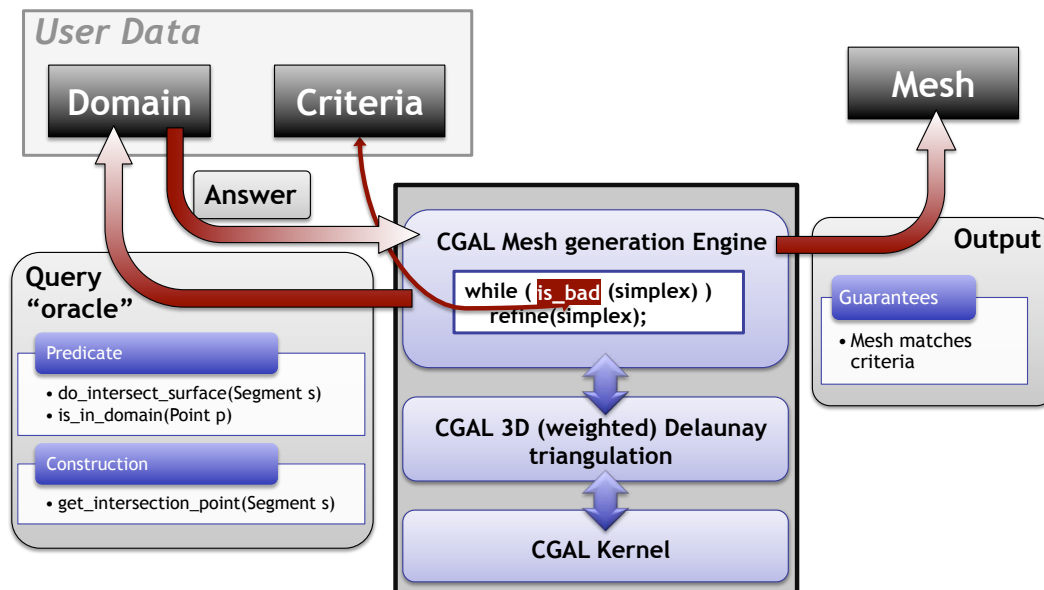 User Data
Domain
Criteria
Mesh
Answer
CGAL Mesh generation Engine
while ( is_bad (simplex) )
refine(simplex);
Output
Guarantees
• Mesh matches
criteria
Query
“oracle”
Predicate
• do_intersect_surface(Segment s)
• is_in_domain(Point p)
Construction
• get_intersection_point(Segment s)
CGAL 3D (weighted) Delaunay
triangulation
CGAL Kernel